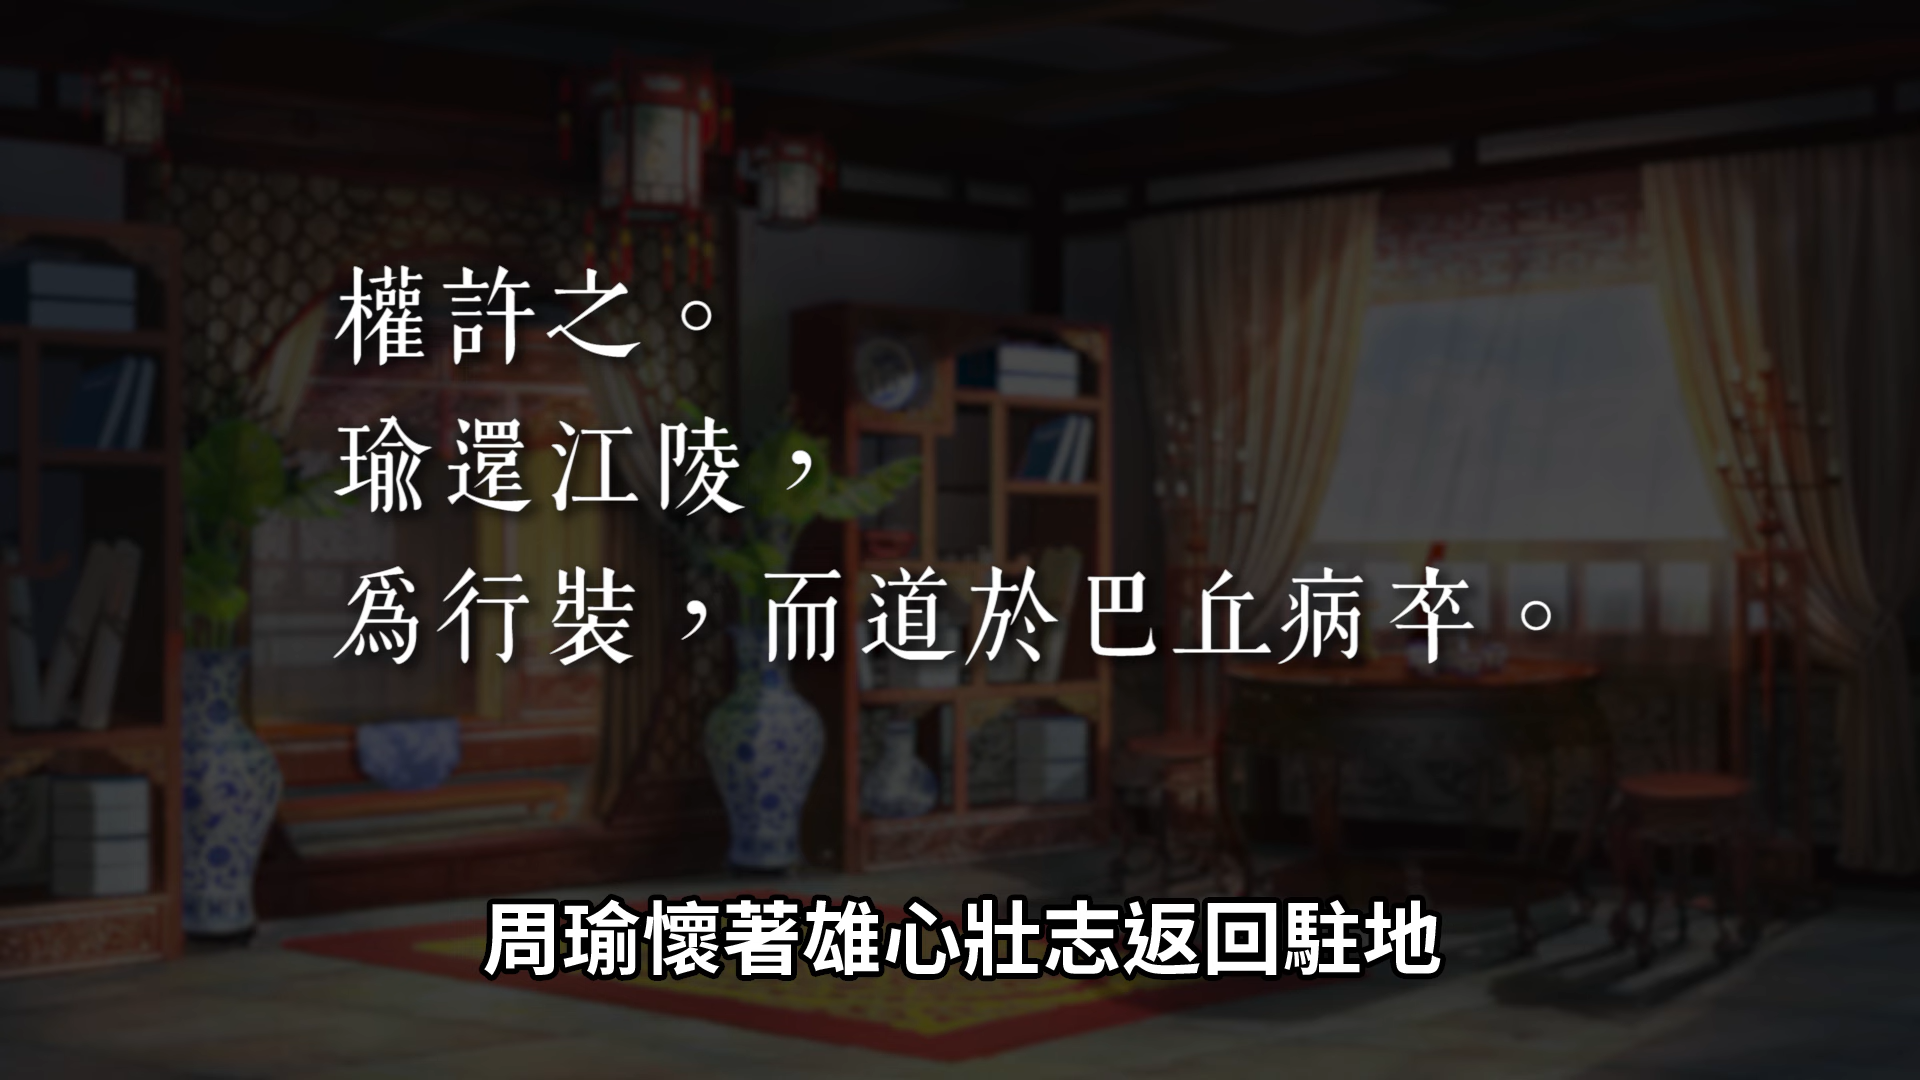 權許之。
瑜還江陵，
爲行裝，而道於巴丘病卒。
周瑜懷著雄心壯志返回駐地